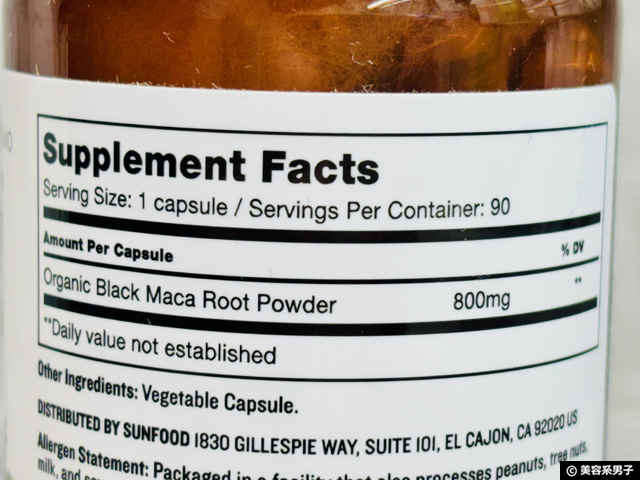 Supplement Facts
Serving Size: 1 capsule / Servings Per Container: 90
Amount Per Capsule % DV
Organic Black Maca Root Powder 800mg **
**Daily value not established
Other Ingredients: Vegetable Capsule.
DISTRIBUTED BY SUNFOOD 1830 GILLESPIE WAY, SUITE 101, EL CAJON, CA 92020 US
Allergen Statement: Packaged in a facility that also processes peanuts, tree nuts,
milk, and
© 美容系男子